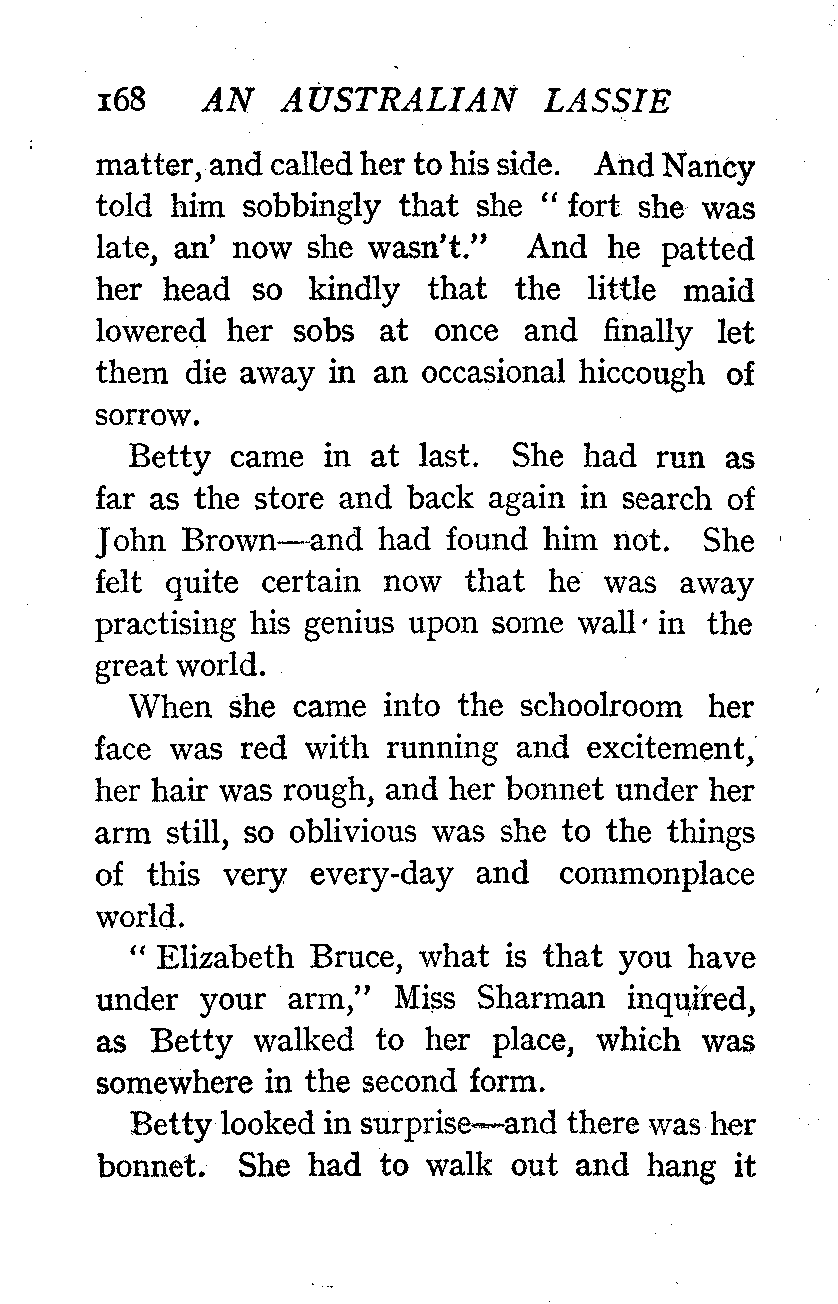 168 AN AUSTRALIAN LASSIE
matter, and called her to his side. And Nancy
told him sobbingly that she “ fort she was
late, an’ now she wasn’t.” And he patted
her head so kindly that the little maid
lowered her sobs at once and finally let
them die away in an occasional hiccough of
sorrow.
Betty came in at last. She had run as
far as the store and back again in search of
John Brown—and had found him not. She
felt quite certain now that he was away
practising his genius upon some wall in the
great world.
When she came into the schoolroom her
face was red with running and excitement,
her hair was rough, and her bonnet under her
arm still, so oblivious was she to the things
of this very every-day and commonplace
world.
“ Elizabeth Bruce, what is that you have
under your arm,” Miss Sharman inquired,
as Betty walked to her place, which was
somewhere in the second form.
Betty looked in surprise—and there was her
bonnet. She had to walk out and hang it